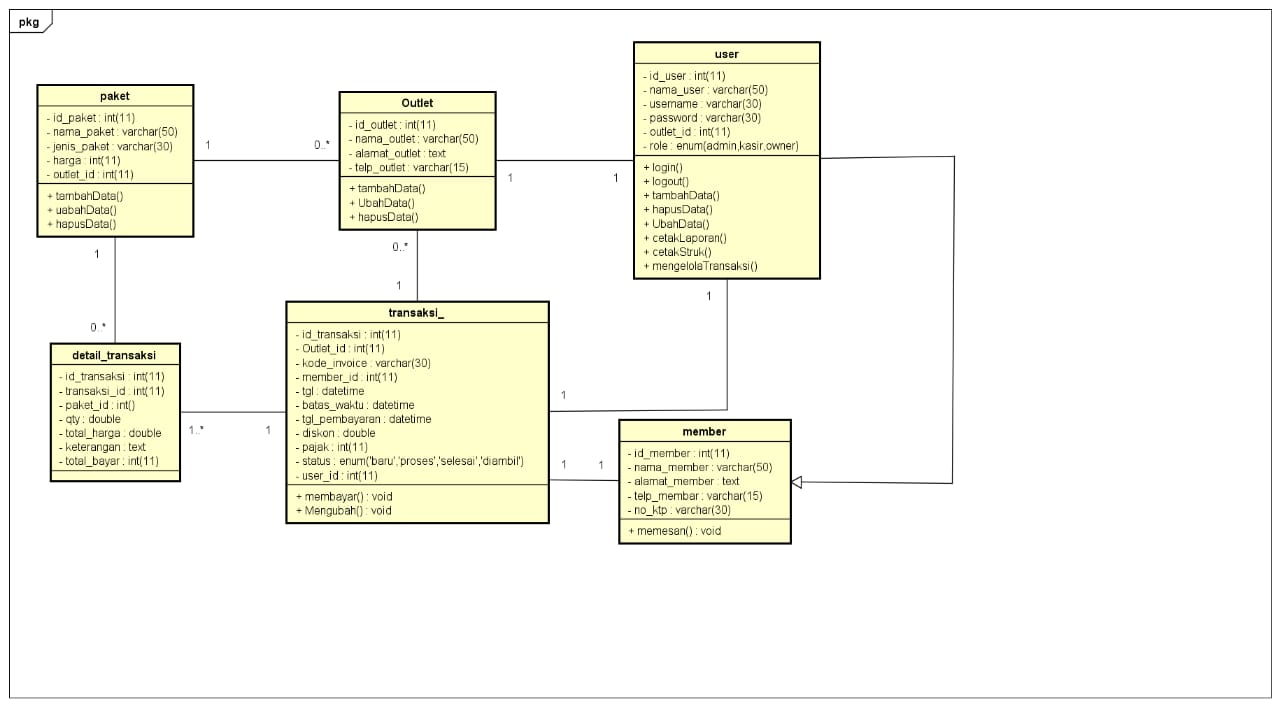 pkg
paket
- id_paket : int(11)
- nama_paket : varchar(50)
- jenis_paket : varchar(30)
- harga : int(11)
- outlet_id : int(11)
+ tambahData()
+ uabahData()
+ hapusData()
1
0..*
Outlet
- id_outlet : int(11)
- nama_outlet : varchar(50)
- alamat_outlet : text
- telp_outlet : varchar(15)
+ tambahData()
+ UbahData()
+ hapusData()
1
1
user
- id_user : int(11)
- nama_user : varchar(50)
- username : varchar(30)
- password : varchar(30)
- outlet_id : int(11)
- role : enum(admin,kasir,owner)
+ login()
+ logout()
+ tambahData()
+ hapusData()
+ UbahData()
+ cetakLaporan()
+ cetakStruk()
+ mengelolaTransaksi()
1
0..*
0..*
1
1
1
detail_transaksi
- id_transaksi : int(11)
- transaksi_id : int(11)
- paket_id : int()
- qty : double
- total_harga : double
- keterangan : text
- total_bayar : int(11)
1..*
1
transaksi_
- id_transaksi : int(11)
- Outlet_id : int(11)
- kode_invoice : varchar(30)
- member_id : int(11)
- tgl : datetime
- batas_waktu : datetime
- tgl_pembayaran : datetime
- diskon : double
- pajak : int(11)
- status : enum('baru','proses','selesai','diambil')
- user_id : int(11)
+ membayar() : void
+ Mengubah() : void
1
1
member
- id_member : int(11)
- nama_member : varchar(50)
- alamat_member : text
- telp_membar : varchar(15)
- no_ktp : varchar(30)
+ memesan() : void